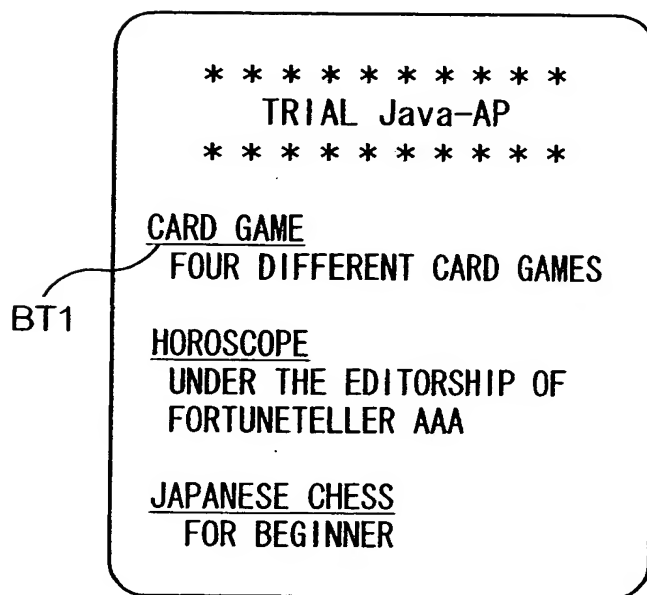 * * * * * * * * * *
TRIAL Java-AP
* * * * * * * * * *
CARD GAME
FOUR DIFFERENT CARD GAMES
BT1
HOROSCOPE
UNDER THE EDITORSHIP OF
FORTUNETELLER AAA
JAPANESE CHESS
FOR BEGINNER